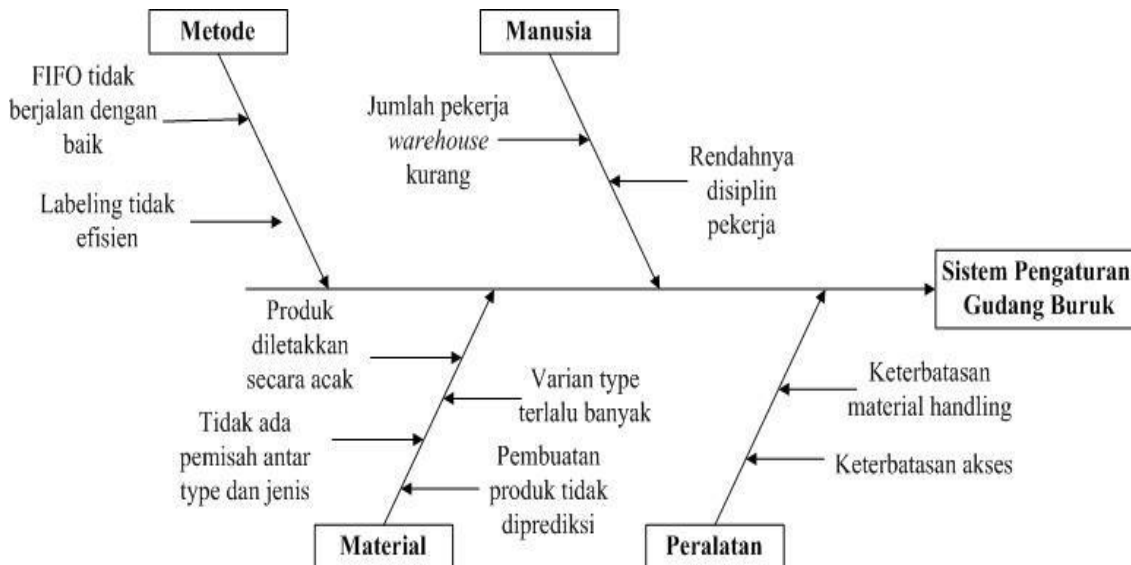 Metode
Manusia
FIFO tidak
berjalan dengan
baik
Jumlah pekerja
warehouse
kurang
Rendahnya
disiplin
pekerja
Labeling tidak
efisien
Sistem Pengaturan
Gudang Buruk
Produk
diletakkan
secara acak
Varian type
terlalu banyak
Keterbatasan
material handling
Tidak ada
pemisah antar
type dan jenis
Pembuatan
produk tidak
diprediksi
Keterbatasan akses
Material
Peralatan